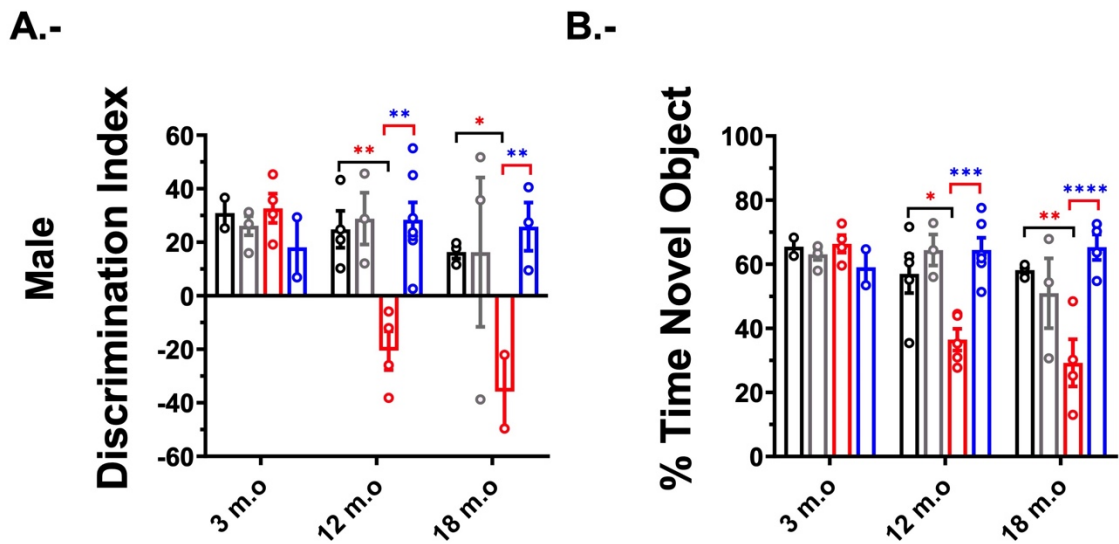 A.-
B.-
Male
Discrimination Index
60
40
20
0
-20
-40
-60
** ** * **
3 m.o
12 m.o
18 m.o
% Time Novel Object
100
80
60
40
20
0
* *** ** ****
3 m.o
12 m.o
18 m.o